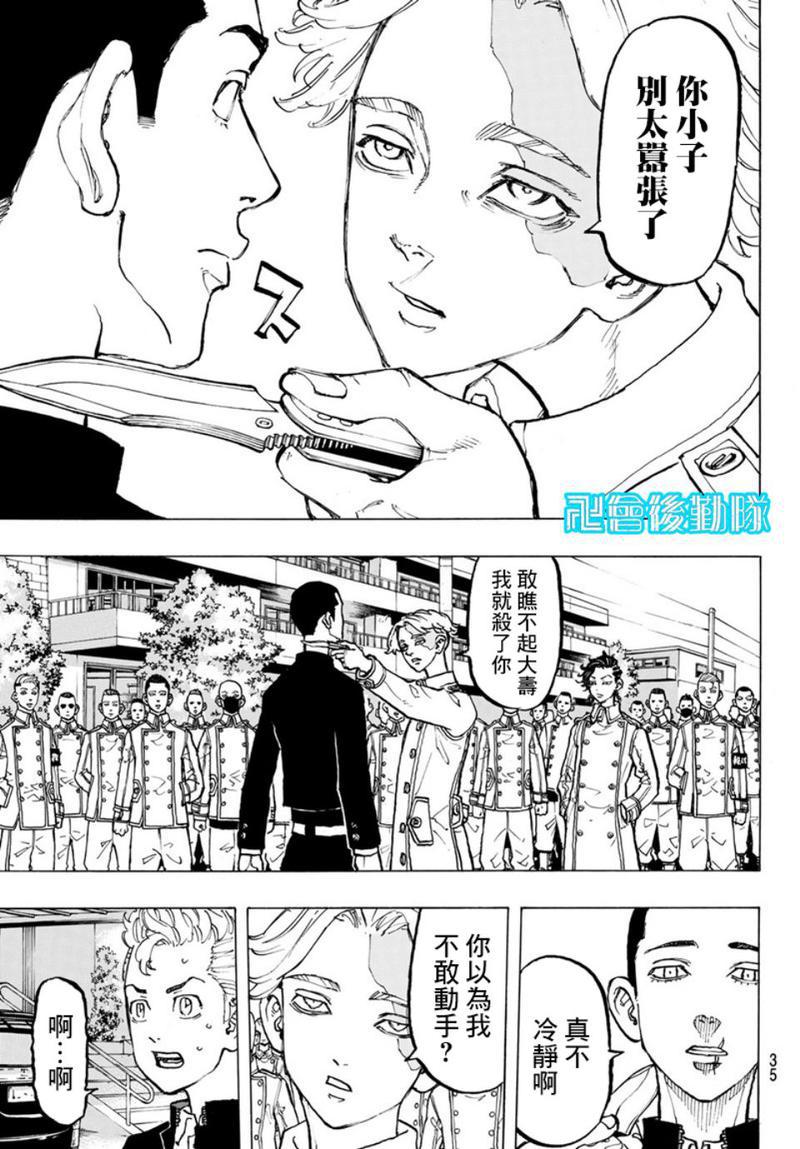 你小子
別太囂張了
ス
卍會後勤隊
敢瞧不起大壽
我就殺了你
真不
冷靜啊
你以為我
不敢動手？
啊…啊
35